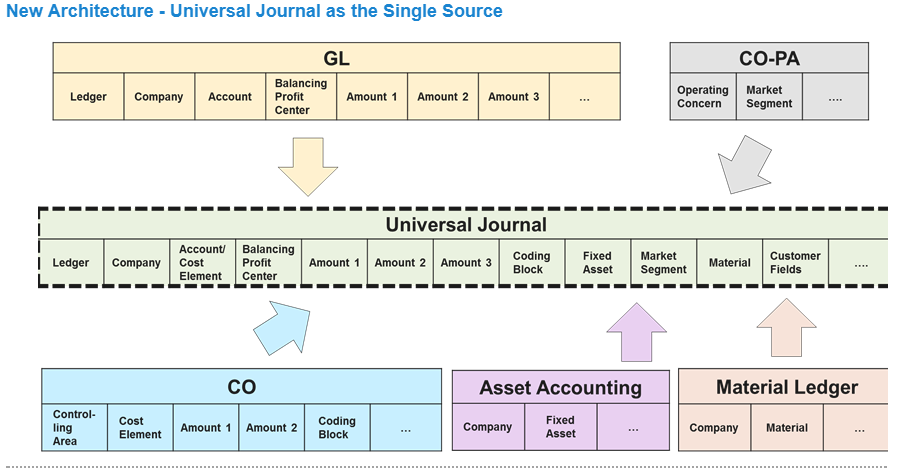 New Architecture - Universal Journal as the Single Source
GL
Ledger
Company
Account
Balancing
Profit
Center
Amount 1
Amount 2
Amount 3
...
CO-PA
Operating
Concern
Market
Segment
....
Universal Journal
Ledger
Company
Account/
Cost
Element
Balancing
Profit
Center
Amount 1
Amount 2
Amount 3
Coding
Block
Fixed
Asset
Market
Segment
Material
Customer
Fields
....
CO
Control-
ling
Area
Cost
Element
Amount 1
Amount 2
Coding
Block
...
Asset Accounting
Company
Fixed
Asset
...
Material Ledger
Company
Material
...